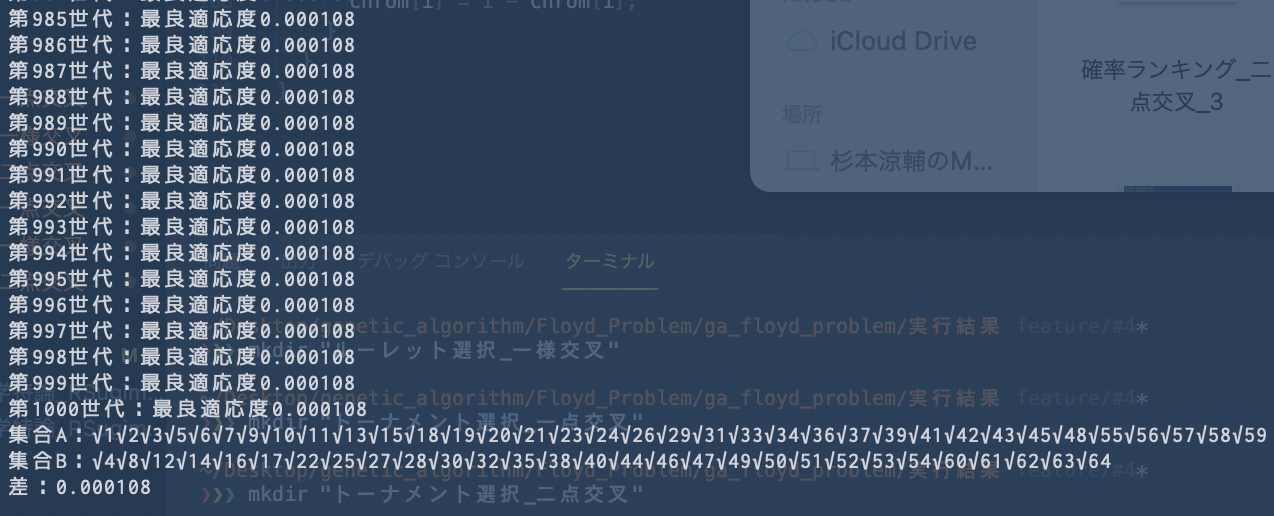 chrom[i] = 1 - chrom[i];
第985世代：最良適応度0.000108
第986世代：最良適応度0.000108
第987世代：最良適応度0.000108
第988世代：最良適応度0.000108
第989世代：最良適応度0.000108
第990世代：最良適応度0.000108
第991世代：最良適応度0.000108
第992世代：最良適応度0.000108
第993世代：最良適応度0.000108
第994世代：最良適応度0.000108
第995世代：最良適応度0.000108
第996世代：最良適応度0.000108
第997世代：最良適応度0.000108
第998世代：最良適応度0.000108
第999世代：最良適応度0.000108
第1000世代：最良適応度0.000108
集合A：√1√2√3√5√6√7√9√10√11√13√15√18√19√20√21√23√24√26√29√31√33√34√36√37√39√41√42√43√45√48√55√56√57√58√59
集合B：√4√8√12√14√16√17√22√25√27√28√30√32√35√38√40√44√46√47√49√50√51√52√53√54√60√61√62√63√64
差：0.000108
iCloud Drive
場所
杉本涼輔のM...
確率ランキング_二
点交叉_3
デバッグ コンソール
ターミナル
/Desktop/genetic_algorithm/Floyd_Problem/ga_floyd_problem/実行結果 feature/#4*
mkdir "ルーレット選択_一様交叉"
/Desktop/genetic_algorithm/Floyd_Problem/ga_floyd_problem/実行結果 feature/#4*
mkdir "トーナメント選択_一点交叉"
~/Desktop/genetic_algorithm/Floyd_Problem/ga_floyd_problem/実行結果 feature/#4*
❯❯❯ mkdir "トーナメント選択_二点交叉"